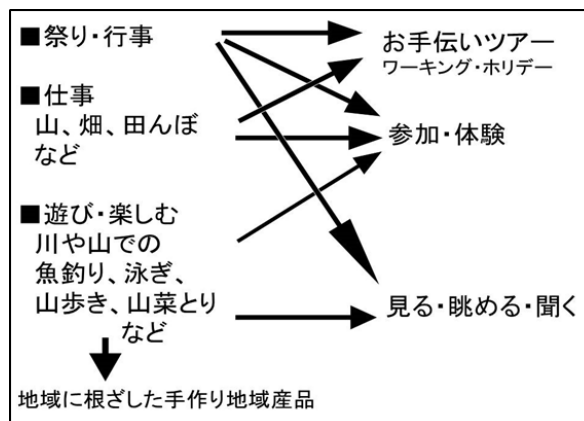 ■祭り・行事
■仕事
山、畑、田んぼ
など
■遊び・楽しむ
川や山での
魚釣り、泳ぎ、
山歩き、山菜とり
など
地域に根ざした手作り地域産品
お手伝いツアー
ワーキング・ホリデー
参加・体験
見る・眺める・聞く